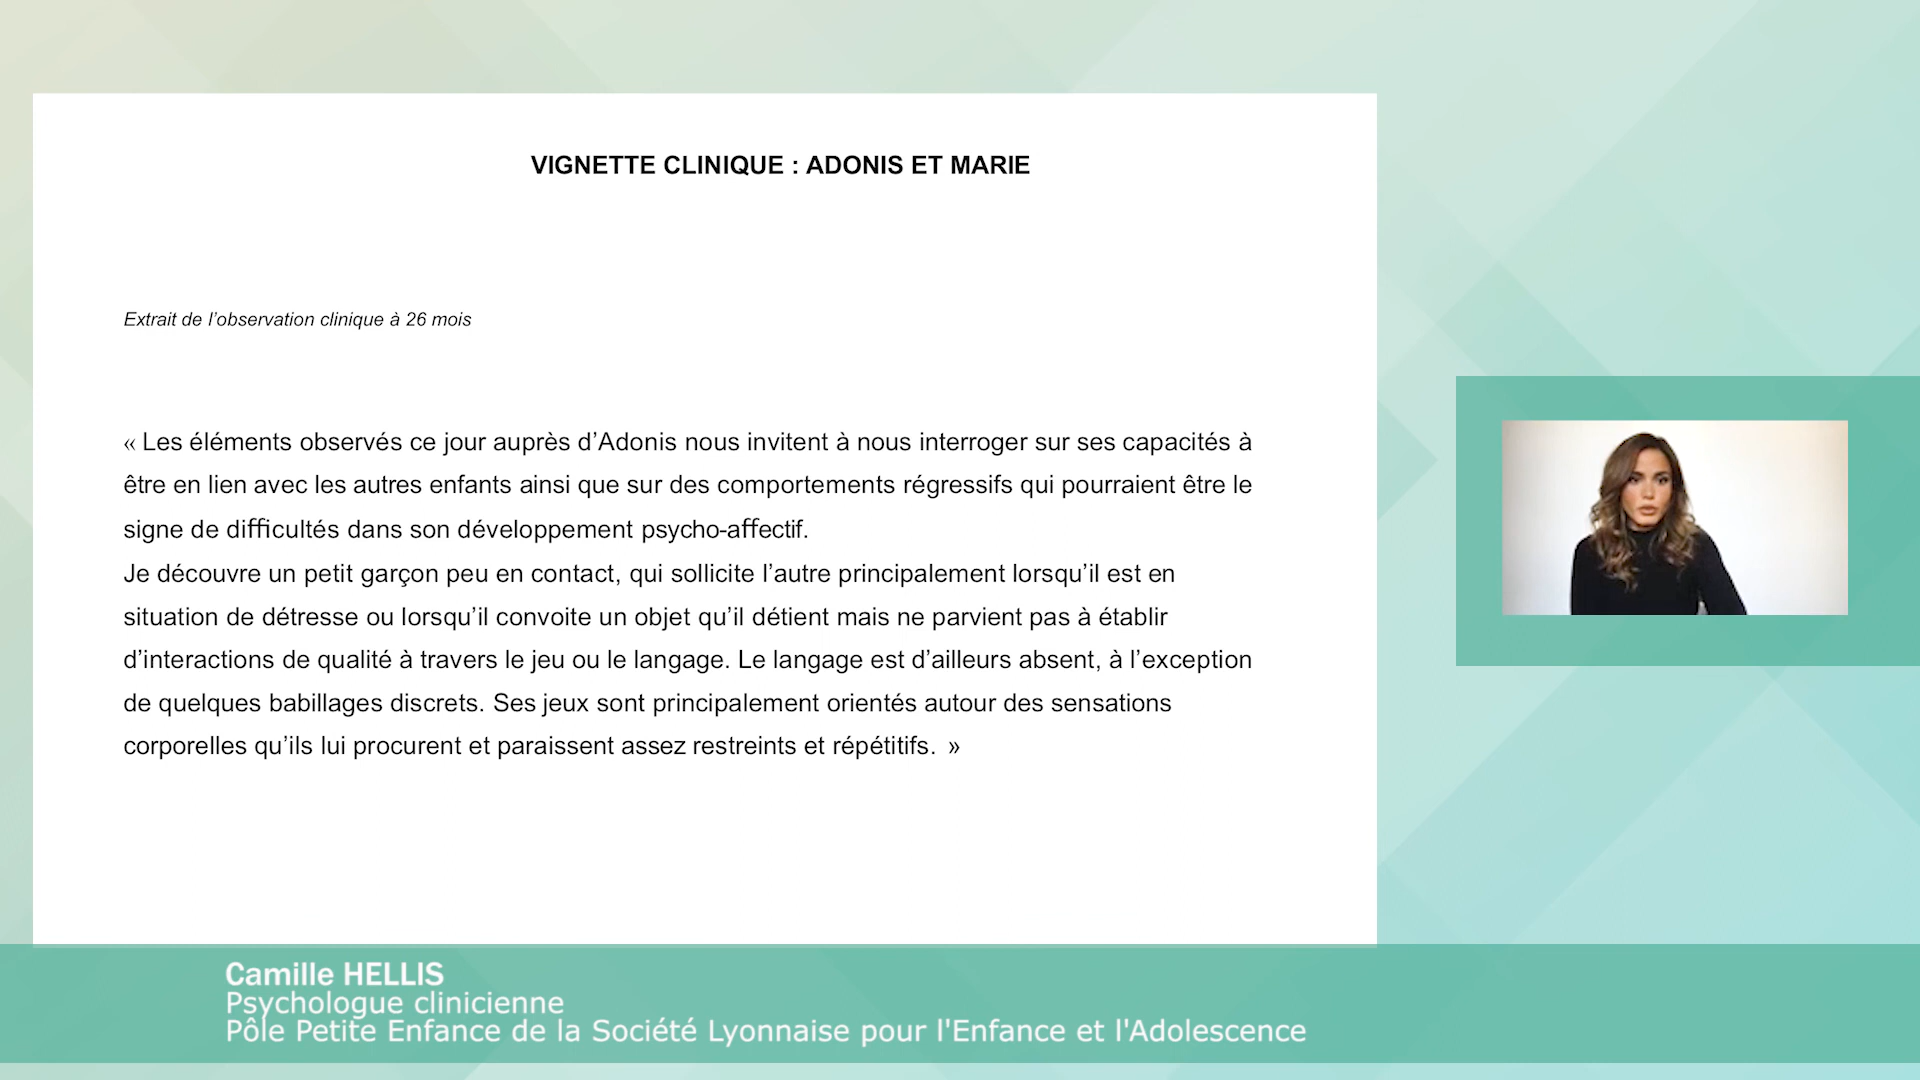 VIGNETTE CLINIQUE : ADONIS ET MARIE
Extrait de l’observation clinique à 26 mois
« Les éléments observés ce jour auprès d’Adonis nous invitent à nous interroger sur ses capacités à
être en lien avec les autres enfants ainsi que sur des comportements régressifs qui pourraient être le
signe de difficultés dans son développement psycho-affectif.
Je découvre un petit garçon peu en contact, qui sollicite l’autre principalement lorsqu’il est en
situation de détresse ou lorsqu’il convoite un objet qu’il détient mais ne parvient pas à établir
d’interactions de qualité à travers le jeu ou le langage. Le langage est d’ailleurs absent, à l’exception
de quelques babillages discrets. Ses jeux sont principalement orientés autour des sensations
corporelles qu’ils lui procurent et paraissent assez restreints et répétitifs. »
Camille HELLIS
Psychologue clinicienne
Pôle Petite Enfance de la Société Lyonnaise pour l'Enfance et l'Adolescence